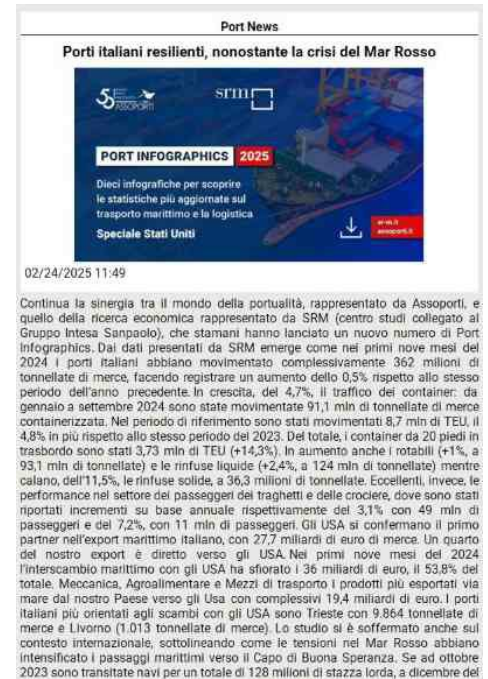 Port News
Porti italiani resilienti, nonostante la crisi del Mar Rosso
55
ASSOPORTI
srm
PORT INFOGRAPHICS 2025
Dieci infografiche per scoprire
le statistiche più aggiornate sul
trasporto marittimo e la logistica
Speciale Stati Uniti
sr-m.it
assoporti.it
02/24/2025 11:49
Continua la sinergia tra il mondo della portualità, rappresentato da Assoporti, e
quello della ricerca economica rappresentato da SRM (centro studi collegato al
Gruppo Intesa Sanpaolo), che stamani hanno lanciato un nuovo numero di Port
Infographics. Dai dati presentati da SRM emerge come nei primi nove mesi del
2024 i porti italiani abbiano movimentato complessivamente 362 milioni di
tonnellate di merce, facendo registrare un aumento dello 0,5% rispetto allo stesso
periodo dell'anno precedente. In crescita, del 4,7%, il traffico dei container: da
gennaio a settembre 2024 sono state movimentate 91,1 mln di tonnellate di merce
containerizzata. Nel periodo di riferimento sono stati movimentati 8,7 mln di TEU, il
4,8% in più rispetto allo stesso periodo del 2023. Del totale, i container da 20 piedi in
trasbordo sono stati 3,73 mln di TEU (+14,3%). In aumento anche i rotabili (+1%, a
93,1 mln di tonnellate) e le rinfuse liquide (+2,4%, a 124 mln di tonnellate) mentre
calano, dell'11,5%, le rinfuse solide, a 36,3 milioni di tonnellate. Eccellenti, invece, le
performance nel settore dei passeggeri dei traghetti e delle crociere, dove sono stati
riportati incrementi su base annuale rispettivamente del 3,1% con 49 mln di
passeggeri e del 7,2%, con 11 mln di passeggeri. Gli USA si confermano il primo
partner nell'export marittimo italiano, con 27,7 miliardi di euro di merce. Un quarto
del nostro export è diretto verso gli USA. Nei primi nove mesi del 2024
l'interscambio marittimo con gli USA ha sfiorato i 36 miliardi di euro, il 53,8% del
totale. Meccanica, Agroalimentare e Mezzi di trasporto i prodotti più esportati via
mare dal nostro Paese verso gli Usa con complessivi 19,4 miliardi di euro. I porti
italiani più orientati agli scambi con gli USA sono Trieste con 9.864 tonnellate di
merce e Livorno (1.013 tonnellate di merce). Lo studio si è soffermato anche sul
contesto internazionale, sottolineando come le tensioni nel Mar Rosso abbiano
intensificato i passaggi marittimi verso il Capo di Buona Speranza. Se ad ottobre
2023 sono transitate navi per un totale di 128 milioni di stazza lorda, a dicembre del